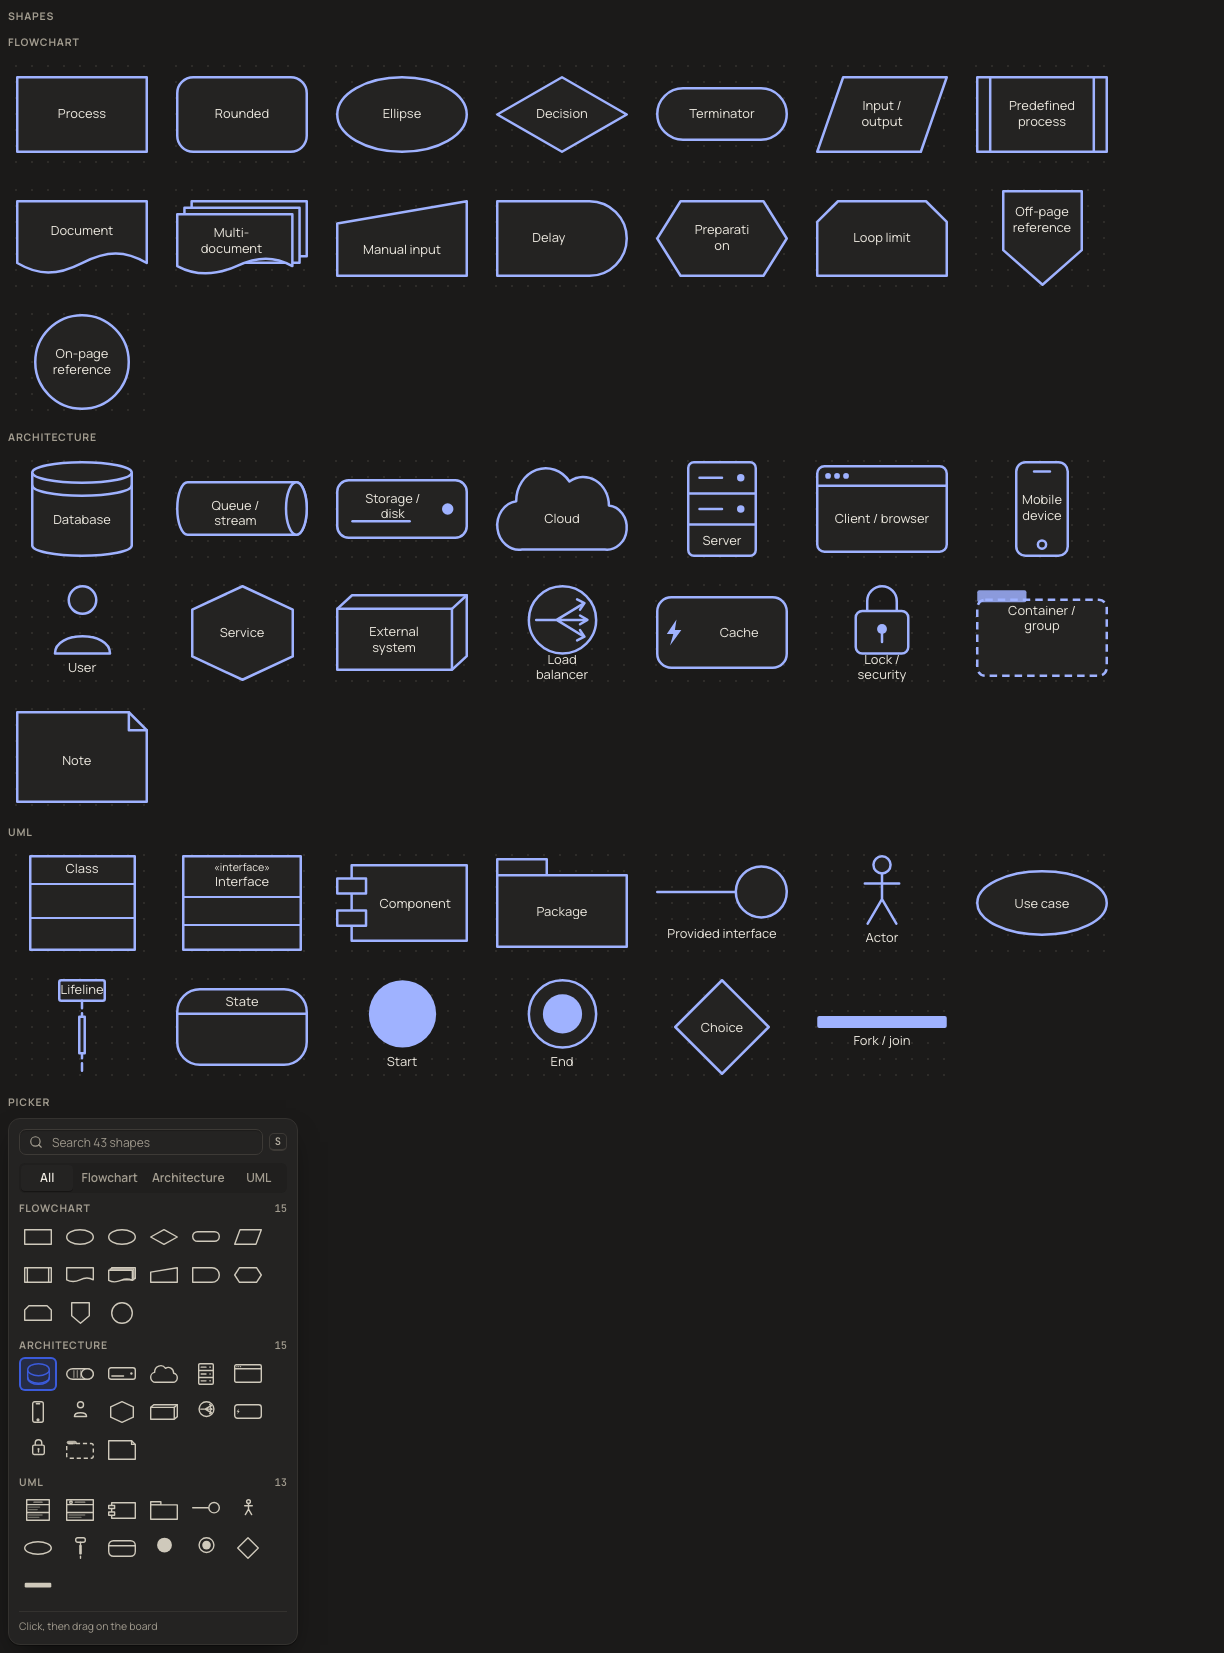 SHAPES
FLOWCHART
Process
Rounded
Ellipse
Decision
Terminator
Input /
output
Predefined
process
Document
Multi-
document
Manual input
Delay
Preparati
on
Loop limit
Off-page
reference
On-page
reference
ARCHITECTURE
Database
Queue /
stream
Storage /
disk
Cloud
Server
Client / browser
Mobile
device
User
Service
External
system
Load
balancer
Cache
Lock /
security
Container /
group
Note
UML
Class
«interface»
Interface
Component
Package
Provided interface
Actor
Use case
Lifeline
State
Start
End
Choice
Fork / join
PICKER
Search 43 shapes S
All Flowchart Architecture UML
FLOWCHART 15
ARCHITECTURE 15
UML 13
Click, then drag on the board